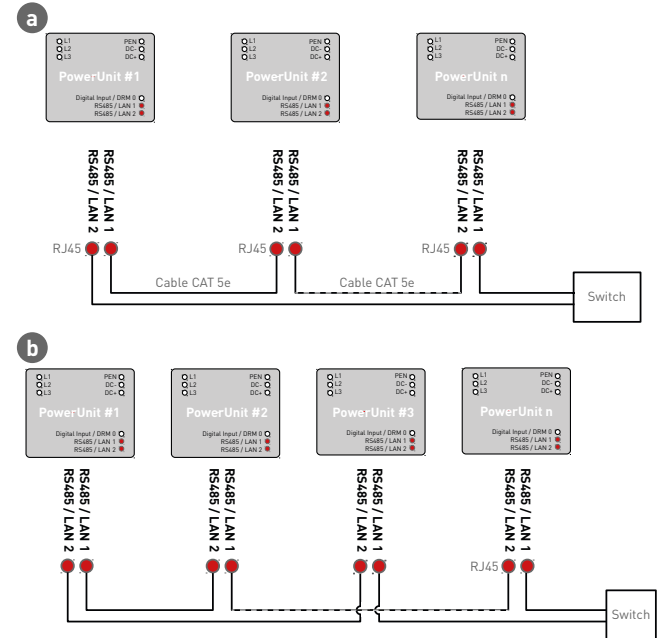 a
L1 PEN
L2 DC-
L3 DC+
PowerUnit #1
Digital Input / DRM 0
RS485 / LAN 1
RS485 / LAN 2
L1 PEN
L2 DC-
L3 DC+
PowerUnit #2
Digital Input / DRM 0
RS485 / LAN 1
RS485 / LAN 2
L1 PEN
L2 DC-
L3 DC+
PowerUnit n
Digital Input / DRM 0
RS485 / LAN 1
RS485 / LAN 2
RS485 / LAN 2
RS485 / LAN 1
RS485 / LAN 2
RS485 / LAN 1
RS485 / LAN 2
RS485 / LAN 1
RJ45
RJ45
RJ45
Cable CAT 5e
Cable CAT 5e
Switch
b
L1 PEN
L2 DC-
L3 DC+
PowerUnit #1
Digital Input / DRM 0
RS485 / LAN 1
RS485 / LAN 2
L1 PEN
L2 DC-
L3 DC+
PowerUnit #2
Digital Input / DRM 0
RS485 / LAN 1
RS485 / LAN 2
L1 PEN
L2 DC-
L3 DC+
PowerUnit #3
Digital Input / DRM 0
RS485 / LAN 1
RS485 / LAN 2
L1 PEN
L2 DC-
L3 DC+
PowerUnit n
Digital Input / DRM 0
RS485 / LAN 1
RS485 / LAN 2
RS485 / LAN 2
RS485 / LAN 1
RS485 / LAN 2
RS485 / LAN 1
RS485 / LAN 2
RS485 / LAN 1
RS485 / LAN 2
RS485 / LAN 1
RJ45
Switch